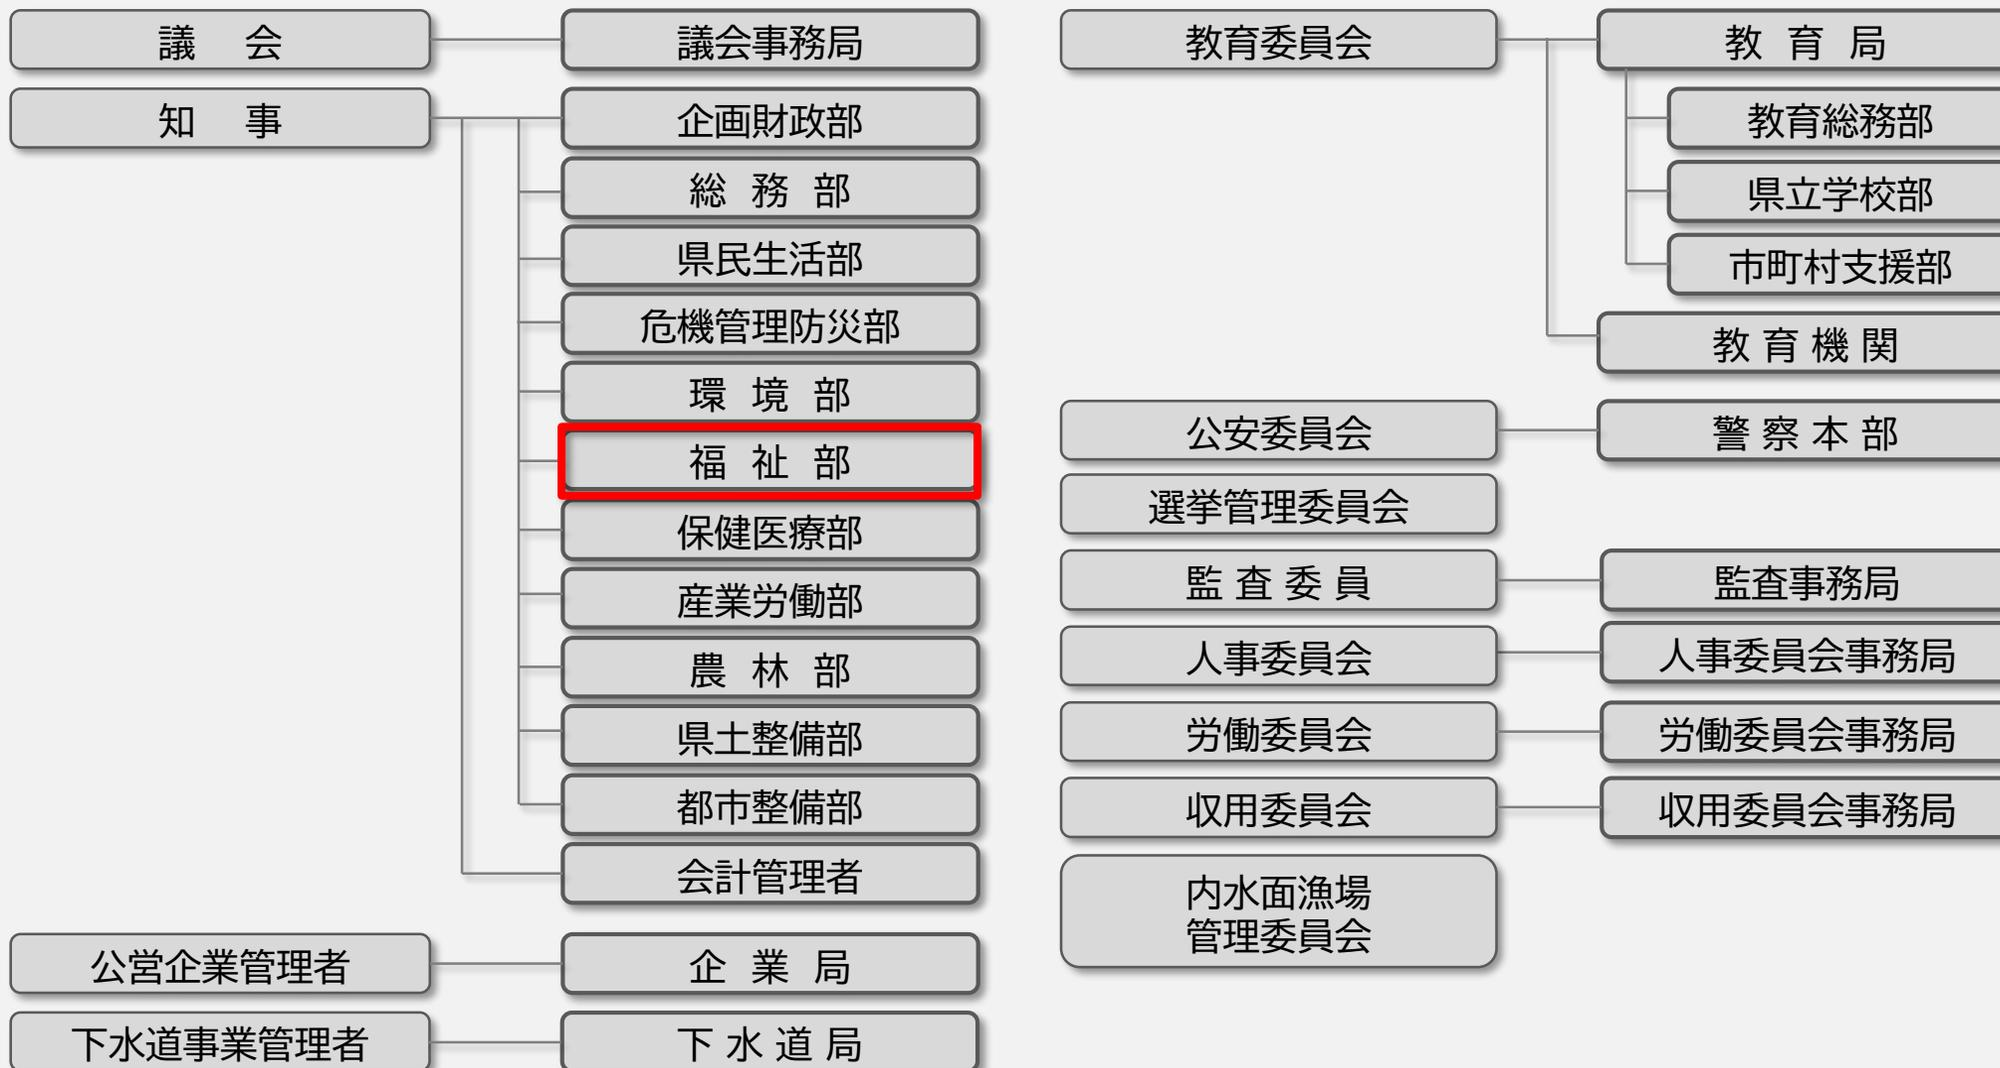 議会
議会事務局
知事
企画財政部
総務部
県民生活部
危機管理防災部
環境部
福祉部
保健医療部
産業労働部
農林部
県土整備部
都市整備部
会計管理者
公営企業管理者
企業局
下水道事業管理者
下水道局
教育委員会
教育局
教育総務部
県立学校部
市町村支援部
教育機関
公安委員会
警察本部
選挙管理委員会
監査委員
監査事務局
人事委員会
人事委員会事務局
労働委員会
労働委員会事務局
収用委員会
収用委員会事務局
内水面漁場
管理委員会